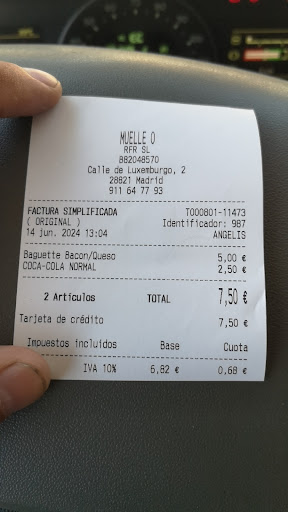 MUELLE 0
RFR SL
B82048570
Calle de Luxemburgo, 2
28821 Madrid
911 64 77 93
FACTURA SIMPLIFICADA T000801-11473
( ORIGINAL ) Identificador: 987
14 jun. 2024 13:04 ANGELIS
Baguette Bacon/Queso 5,00 €
COCA-COLA NORMAL 2,50 €
2 Artículos TOTAL 7,50 €
Tarjeta de crédito 7,50 €
Impuestos incluidos Base Cuota
IVA 10% 6,82 € 0,68 €